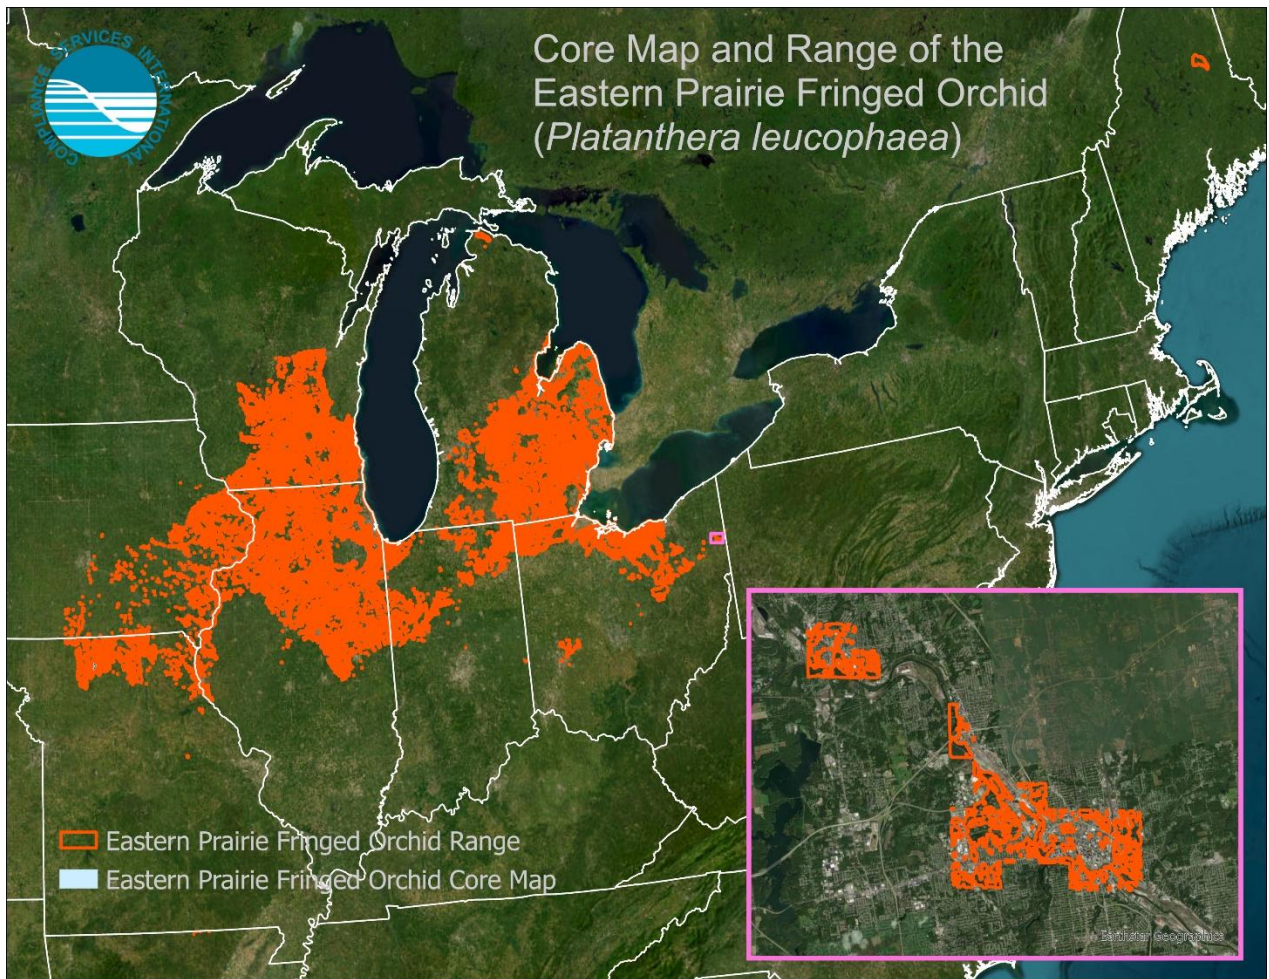 COMPLIANCE SERVICES INTERNATIONAL
Core Map and Range of the
Eastern Prairie Fringed Orchid
(Platanthera leucophaea)
Eastern Prairie Fringed Orchid Range
Eastern Prairie Fringed Orchid Core Map
Earthstar Geographics